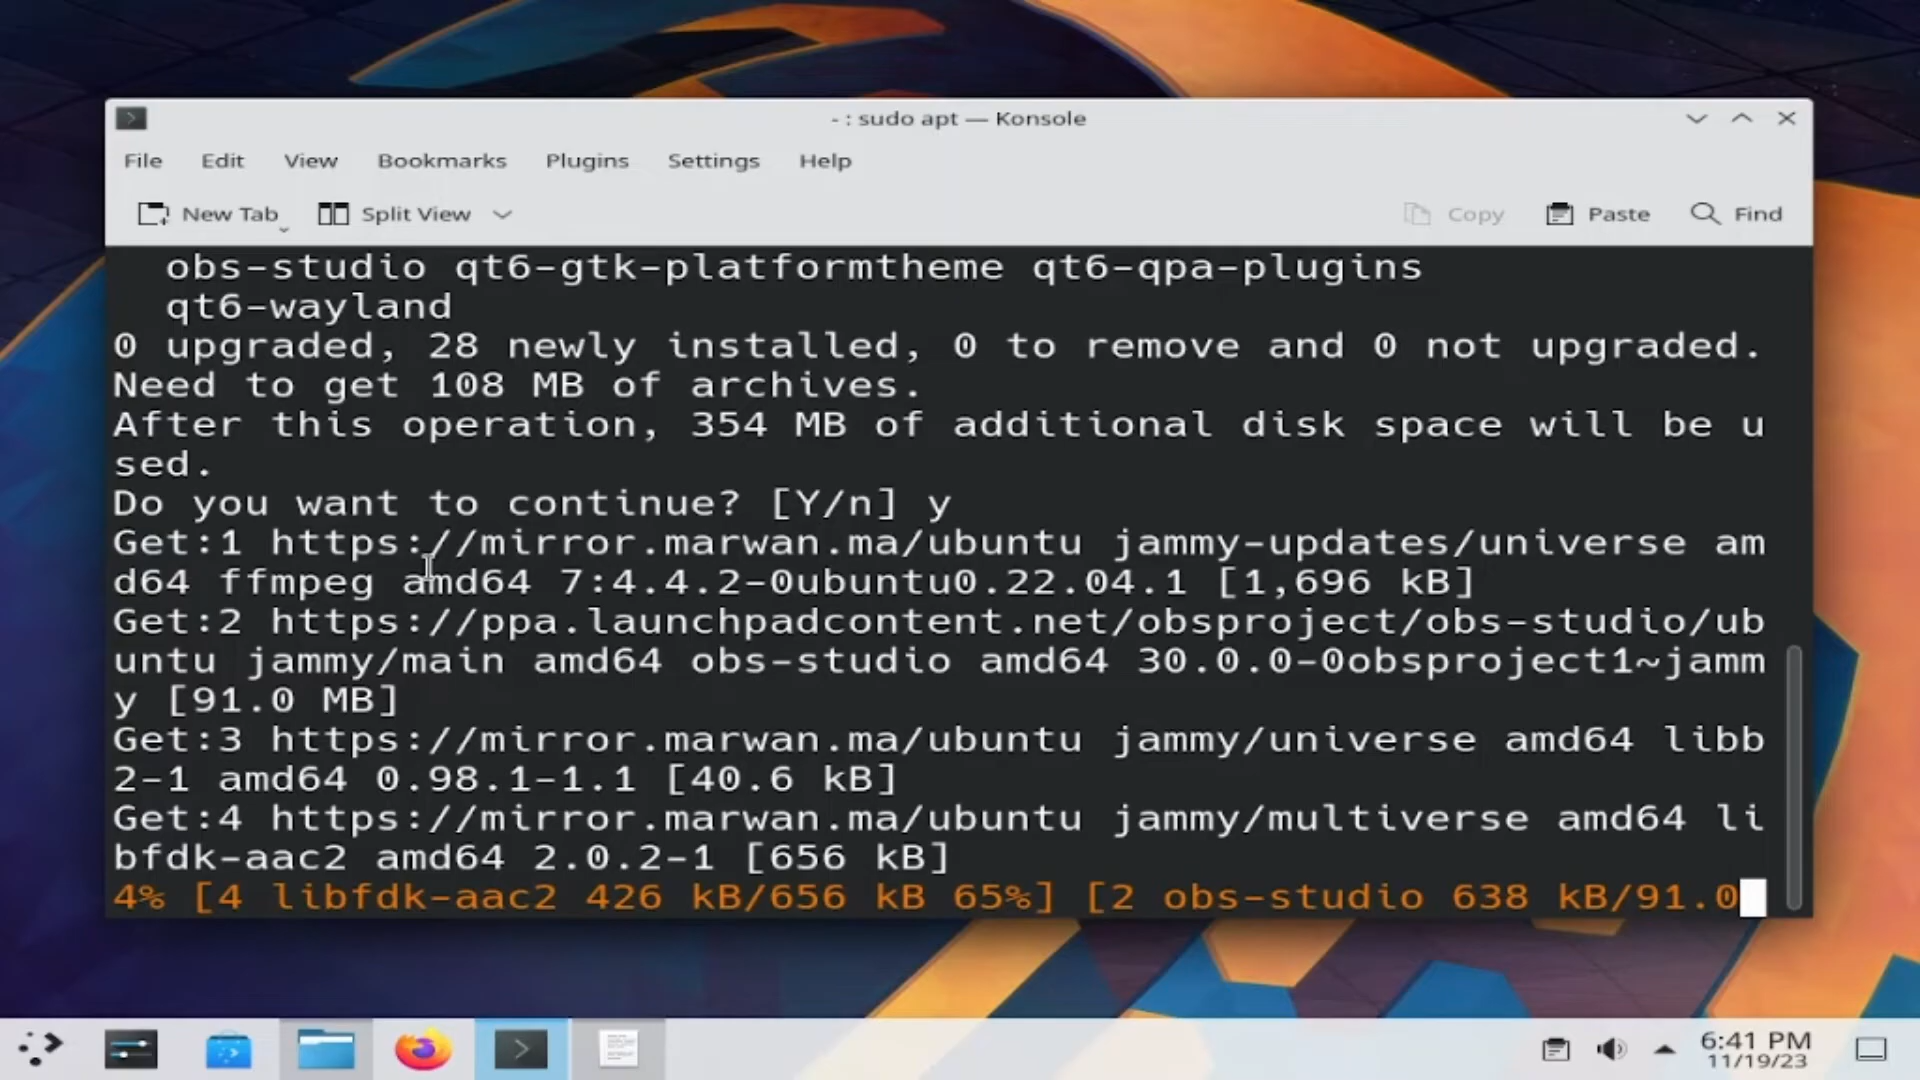 - : sudo apt — Konsole
File Edit View Bookmarks Plugins Settings Help
New Tab Split View Copy Paste Find
obs-studio qt6-gtk-platformtheme qt6-qpa-plugins
qt6-wayland
0 upgraded, 28 newly installed, 0 to remove and 0 not upgraded.
Need to get 108 MB of archives.
After this operation, 354 MB of additional disk space will be u
sed.
Do you want to continue? [Y/n] y
Get:1 https://mirror.marwan.ma/ubuntu jammy-updates/universe am
d64 ffmpeg amd64 7:4.4.2-0ubuntu0.22.04.1 [1,696 kB]
Get:2 https://ppa.launchpadcontent.net/obsproject/obs-studio/ub
untu jammy/main amd64 obs-studio amd64 30.0.0-0obsproject1~jamm
y [91.0 MB]
Get:3 https://mirror.marwan.ma/ubuntu jammy/universe amd64 libb
2-1 amd64 0.98.1-1.1 [40.6 kB]
Get:4 https://mirror.marwan.ma/ubuntu jammy/multiverse amd64 li
bfdk-aac2 amd64 2.0.2-1 [656 kB]
4% [4 libfdk-aac2 426 kB/656 kB 65%] [2 obs-studio 638 kB/91.0
6:41 PM
11/19/23